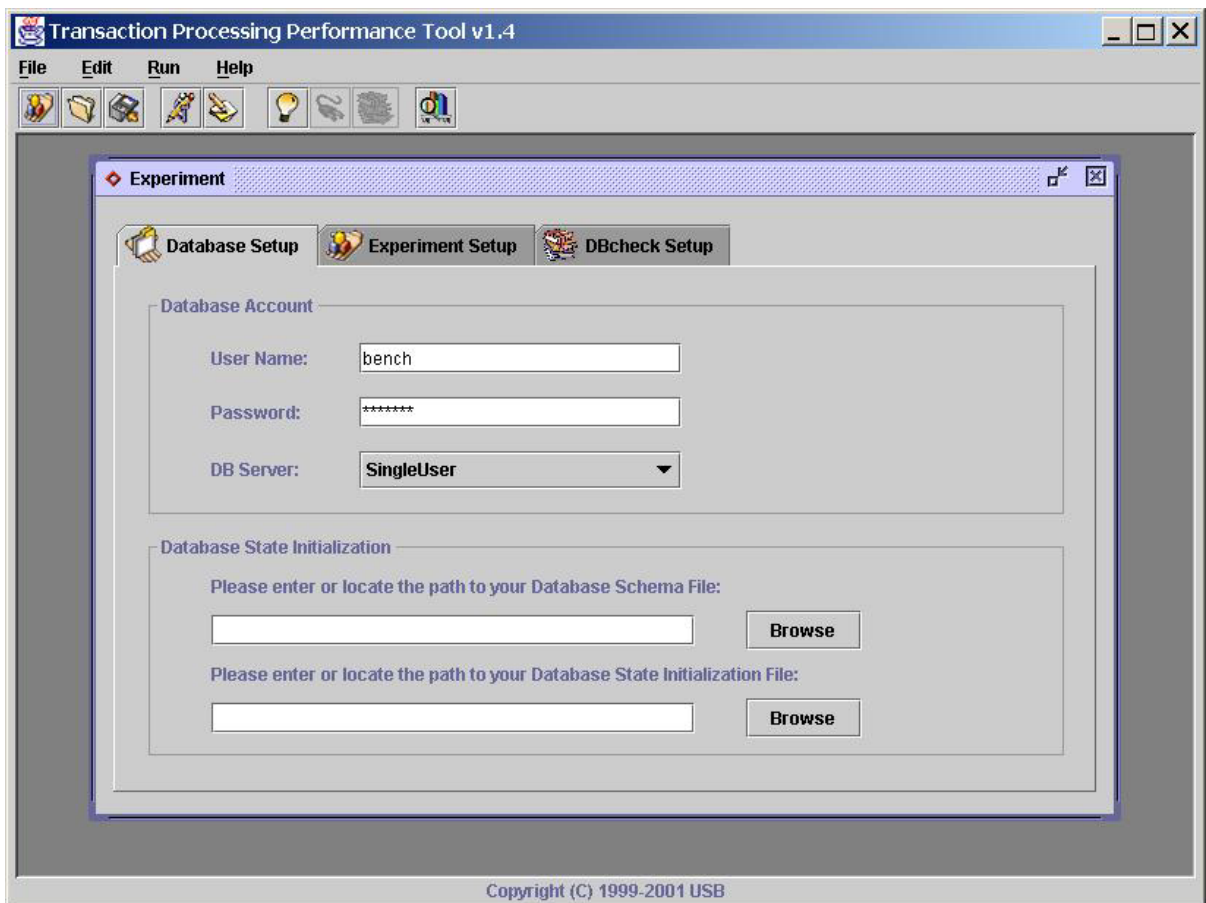 Transaction Processing Performance Tool v1.4
File Edit Run Help
Experiment
Database Setup Experiment Setup DBcheck Setup
Database Account
User Name: bench
Password: *******
DB Server: SingleUser
Database State Initialization
Please enter or locate the path to your Database Schema File:
Browse
Please enter or locate the path to your Database State Initialization File:
Browse
Copyright (C) 1999-2001 USB